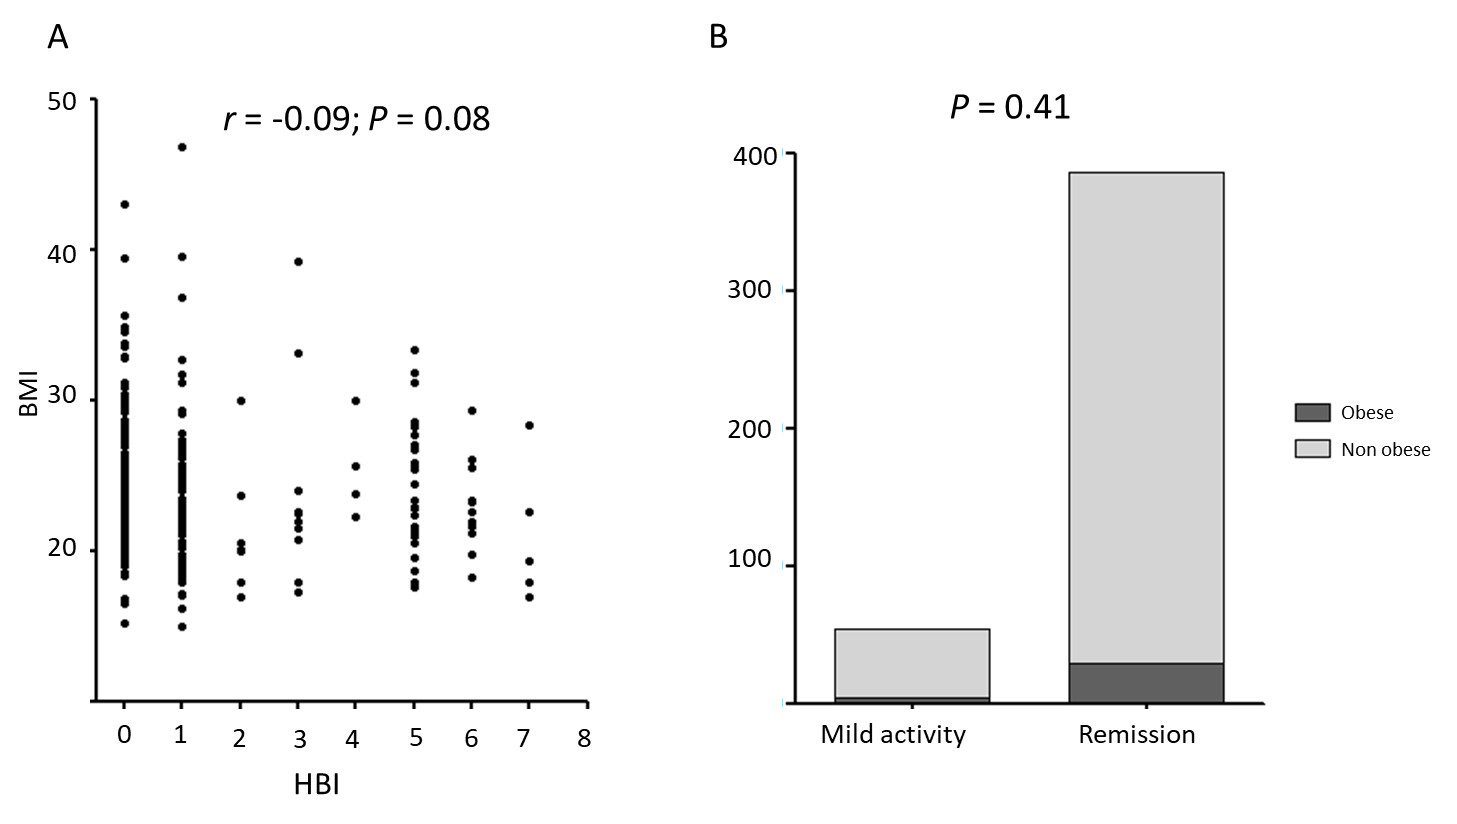 A
r = -0.09; P = 0.08
50
40
30
20
BMI
0 1 2 3 4 5 6 7 8
HBI
B
P = 0.41
400
300
200
100
Mild activity Remission
Obese
Non obese